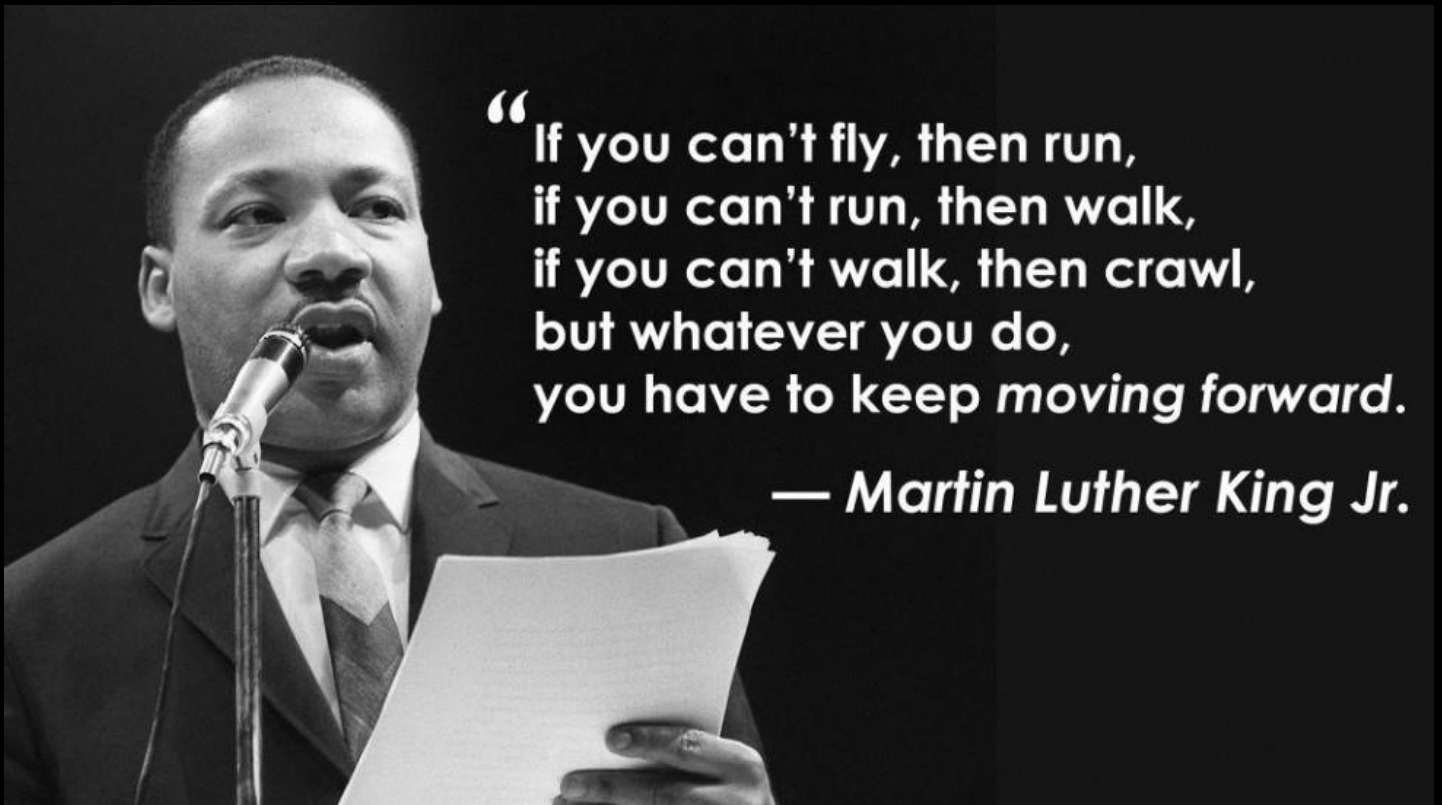 “If you can’t fly, then run,
if you can’t run, then walk,
if you can’t walk, then crawl,
but whatever you do,
you have to keep moving forward.
— Martin Luther King Jr.